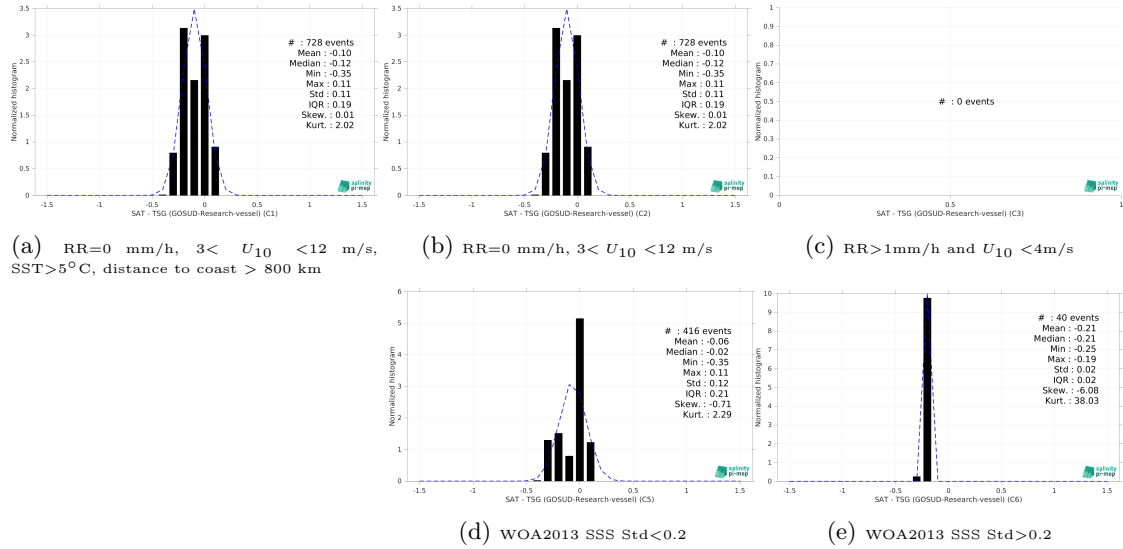 3.5
3
2.5
2
1.5
1
0.5
0
Normalized histogram
# : 728 events
Mean : -0.10
Median : -0.12
Min : -0.35
Max : 0.11
Std : 0.11
IQR : 0.19
Skew. : 0.01
Kurt. : 2.02
salinity
pi-mep
-1.5 -1 -0.5 0 0.5 1 1.5
SAT - TSG (GOSUD-Research-vessel) (C1)
(a) RR=0 mm/h, 3< U10 <12 m/s,
SST>5°C, distance to coast > 800 km
3.5
3
2.5
2
1.5
1
0.5
0
Normalized histogram
# : 728 events
Mean : -0.10
Median : -0.12
Min : -0.35
Max : 0.11
Std : 0.11
IQR : 0.19
Skew. : 0.01
Kurt. : 2.02
salinity
pi-mep
-1.5 -1 -0.5 0 0.5 1 1.5
SAT - TSG (GOSUD-Research-vessel) (C2)
(b) RR=0 mm/h, 3< U10 <12 m/s
1
0.9
0.8
0.7
0.6
0.5
0.4
0.3
0.2
0.1
0
Normalized histogram
# : 0 events
salinity
pi-mep
0 0.5 1
SAT - TSG (GOSUD-Research-vessel) (C3)
(c) RR>1mm/h and U10 <4m/s
6
5
4
3
2
1
0
Normalized histogram
# : 416 events
Mean : -0.06
Median : -0.02
Min : -0.35
Max : 0.11
Std : 0.12
IQR : 0.21
Skew. : -0.71
Kurt. : 2.29
salinity
pi-mep
-1.5 -1 -0.5 0 0.5 1 1.5
SAT - TSG (GOSUD-Research-vessel) (C5)
(d) WOA2013 SSS Std<0.2
10
9
8
7
6
5
4
3
2
1
0
Normalized histogram
# : 40 events
Mean : -0.21
Median : -0.21
Min : -0.25
Max : -0.19
Std : 0.02
IQR : 0.02
Skew. : -6.08
Kurt. : 38.03
salinity
pi-mep
-1.5 -1 -0.5 0 0.5 1 1.5
SAT - TSG (GOSUD-Research-vessel) (C6)
(e) WOA2013 SSS Std>0.2